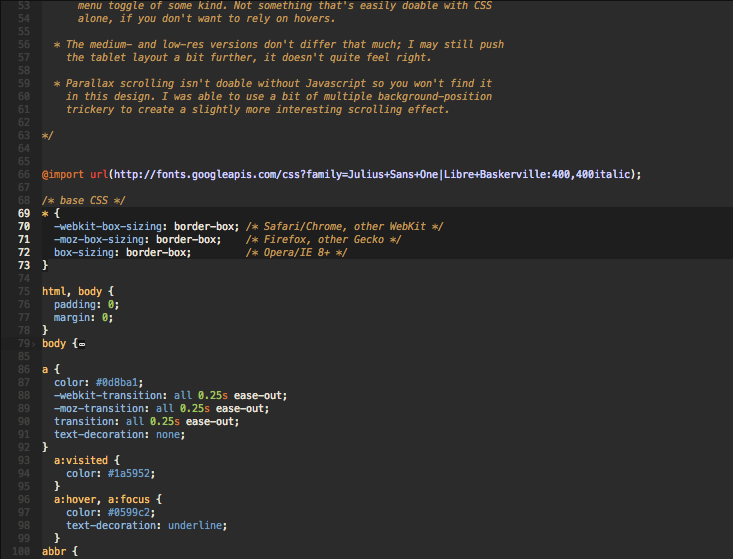 53 menu toggle of some kind. Not something that's easily doable with CSS
54 alone, if you don't want to rely on hovers.
55
56 * The medium- and low-res versions don't differ that much; I may still push
57 the tablet layout a bit further, it doesn't quite feel right.
58
59 * Parallax scrolling isn't doable without Javascript so you won't find it
60 in this design. I was able to use a bit of multiple background-position
61 trickery to create a slightly more interesting scrolling effect.
62
63 */
64
65
66 @import url(http://fonts.googleapis.com/css?family=Julius+Sans+One|Libre+Baskerville:400,400italic);
67
68 /* base CSS */
69 * {
70 -webkit-box-sizing: border-box; /* Safari/Chrome, other WebKit */
71 -moz-box-sizing: border-box; /* Firefox, other Gecko */
72 box-sizing: border-box; /* Opera/IE 8+ */
73 }
74
75 html, body {
76 padding: 0;
77 margin: 0;
78 }
79 body {
85
86 a {
87 color: #0d8ba1;
88 -webkit-transition: all 0.25s ease-out;
89 -moz-transition: all 0.25s ease-out;
90 transition: all 0.25s ease-out;
91 text-decoration: none;
92 }
93 a:visited {
94 color: #1a5952;
95 }
96 a:hover, a:focus {
97 color: #0599c2;
98 text-decoration: underline;
99 }
100 abbr {